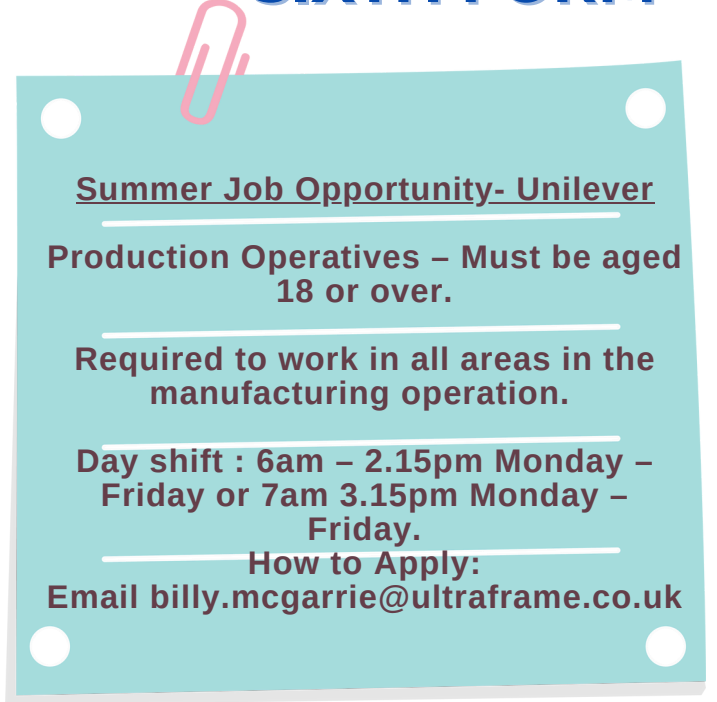 SIXTH FORM
Summer Job Opportunity- Unilever
Production Operatives – Must be aged
18 or over.
Required to work in all areas in the
manufacturing operation.
Day shift : 6am – 2.15pm Monday –
Friday or 7am 3.15pm Monday –
Friday.
How to Apply:
Email billy.mcgarrie@ultraframe.co.uk